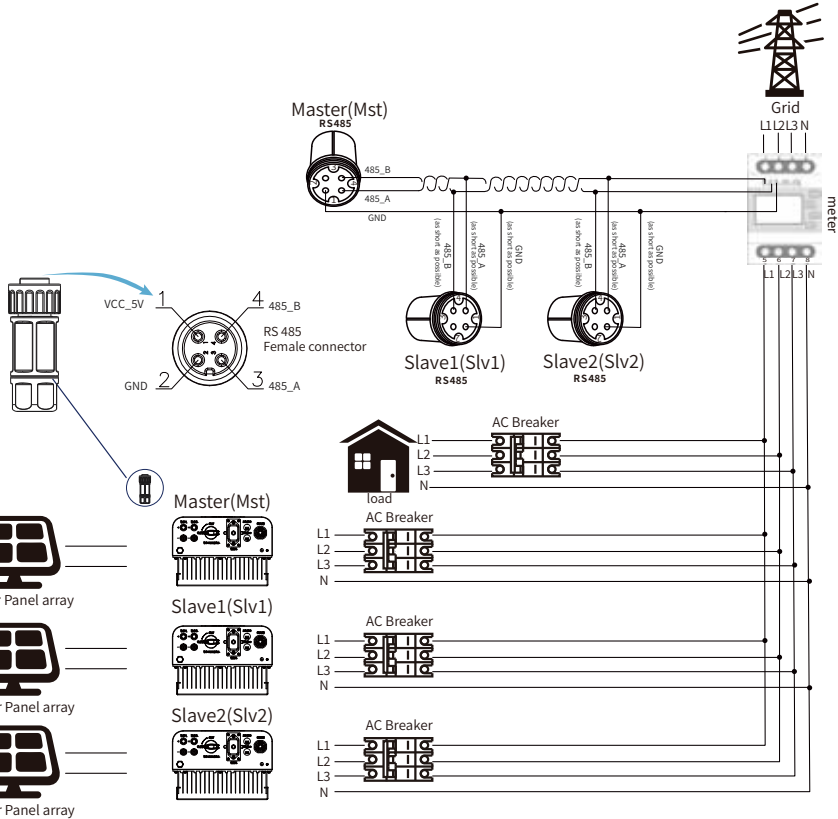 Grid
L1L2L3 N
Master(Mst)
RS485
485_B
485_A
GND
meter
5 6 7 8
L1 L2 L3 N
485_B
(as short as possible)
485_A
(as short as possible)
GND
(as short as possible)
485_B
(as short as possible)
485_A
(as short as possible)
GND
(as short as possible)
Slave1(Slv1)
RS485
Slave2(Slv2)
RS485
VCC_5V
1
4
485_B
RS 485
Female connector
GND
2
3
485_A
AC Breaker
L1
L2
L3
N
load
Master(Mst)
AC Breaker
L1
L2
L3
N
Panel array
Slave1(Slv1)
AC Breaker
L1
L2
L3
N
Panel array
Slave2(Slv2)
AC Breaker
L1
L2
L3
N
Panel array